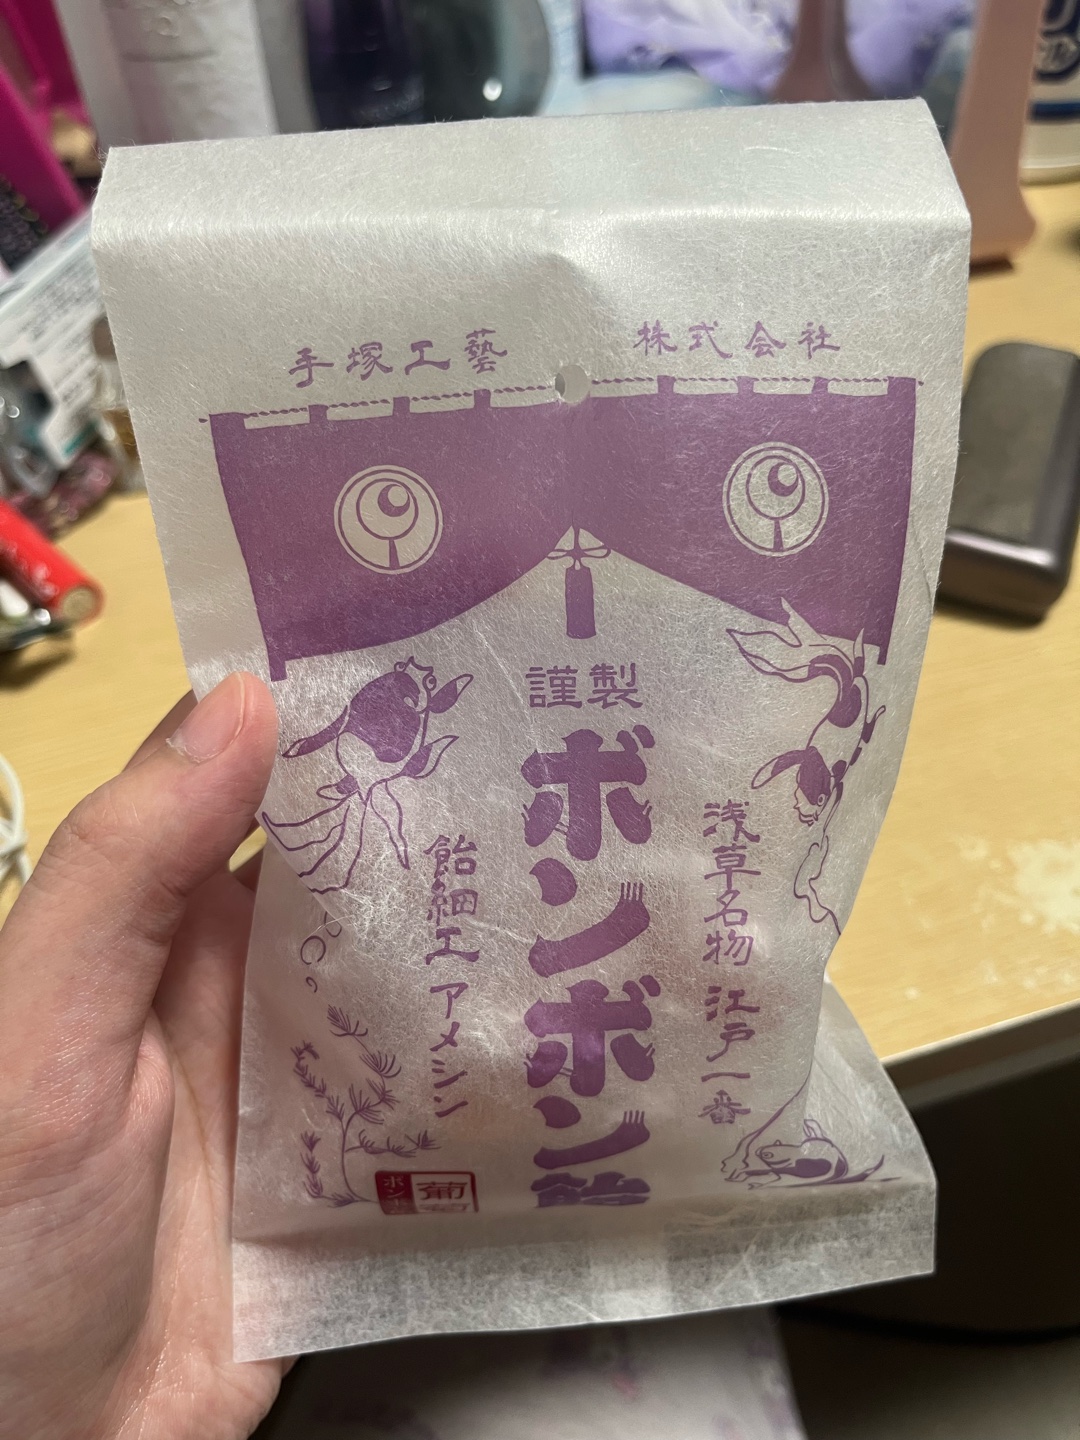 手塚工藝
株式会社
謹製
ボンボン飴
浅草名物 江戸一番
飴細工 アメシン
葡